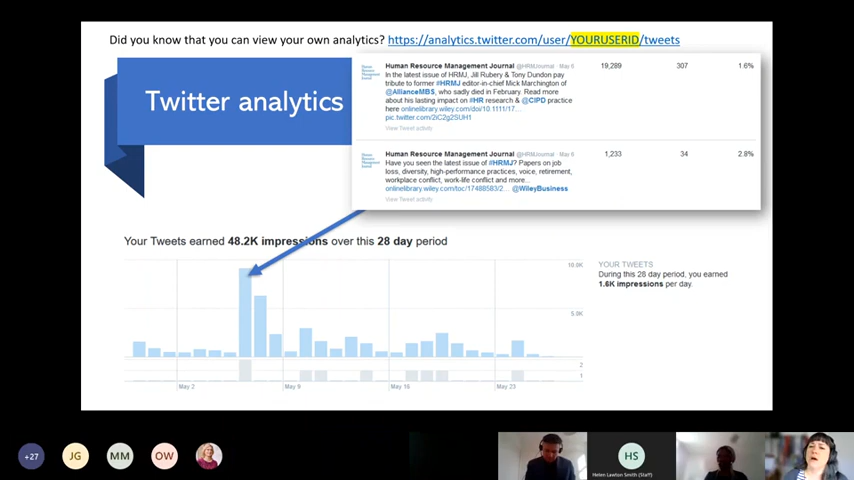 Did you know that you can view your own analytics? https://analytics.twitter.com/user/YOURUSERID/tweets
Twitter analytics
Human Resource Management Journal @HRMJournal · May 6
19,289
307
1.6%
In the latest issue of HRMJ, Jill Rubery & Tony Dundon pay
tribute to former #HRMJ editor-in-chief Mick Marchington of
@AllianceMBS, who sadly died in February. Read more
about his lasting impact on #HR research & @CIPD practice
here onlinelibrary.wiley.com/doi/10.1111/17…
pic.twitter.com/2iC2g2SUH1
View Tweet activity
Human Resource Management Journal @HRMJournal · May 6
1,233
34
2.8%
Have you seen the latest issue of #HRMJ? Papers on job
loss, diversity, high-performance practices, voice, retirement,
workplace conflict, work-life conflict and more...
onlinelibrary.wiley.com/toc/17488583/2… @WileyBusiness
View Tweet activity
Your Tweets earned 48.2K impressions over this 28 day period
YOUR TWEETS
During this 28 day period, you earned
1.6K impressions per day.
5.9K
2
1
May 2
May 9
May 16
May 23
+27
JG
MM
OW
HS
Helen Lawton Smith (Staff)